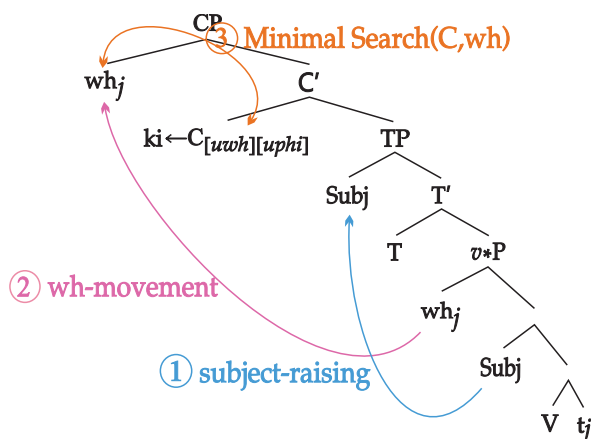 CP
③ Minimal Search(C,wh)
whj
C′
ki←C[uwh][uphi]
TP
Subj
T′
T
v*P
② wh-movement
whj
① subject-raising
Subj
V
tj